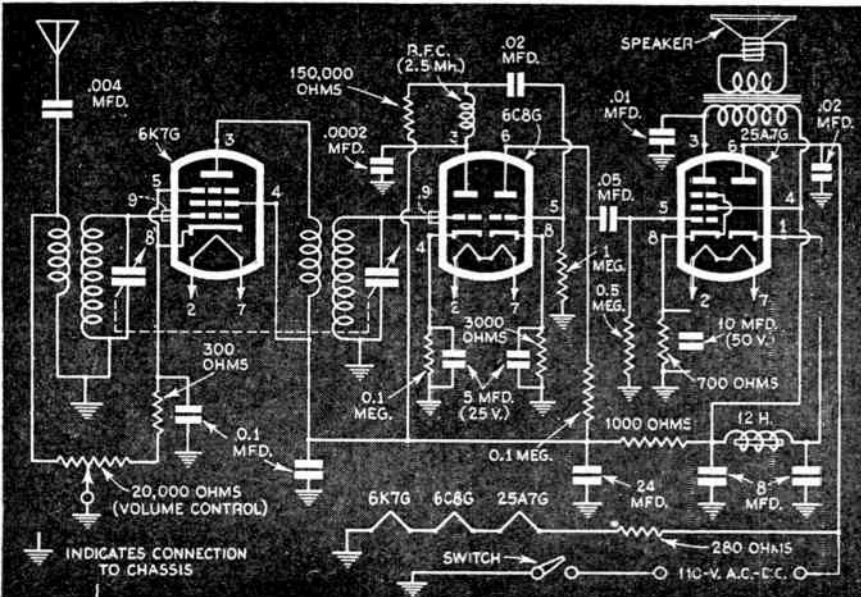 SPEAKER
R.F.C.
(2.5 Mh.)
.02
MFD.
150,000
OHMS
.004
MFD.
6K7G
3
5
9
4
8
2
7
.0002
MFD.
3
6
6C8G
9
4
5
8
2
7
.01
MFD.
.02
MFD.
3
6
25A7G
.05
MFD.
5
8
4
1
2
7
1
MEG.
0.5
MEG.
300
OHMS
0.1
MFD.
20,000 OHMS
(VOLUME CONTROL)
0.1
MEG.
3000
OHMS
5 MFD.
(25 V.)
0.1 MEG.
10 MFD.
(50 V.)
700 OHMS
1000 OHMS
12 H.
24
MFD.
8
MFD.
6K7G
6C8G
25A7G
280 OHMS
SWITCH
110-V. A.C.-D.C.
INDICATES CONNECTION
TO CHASSIS